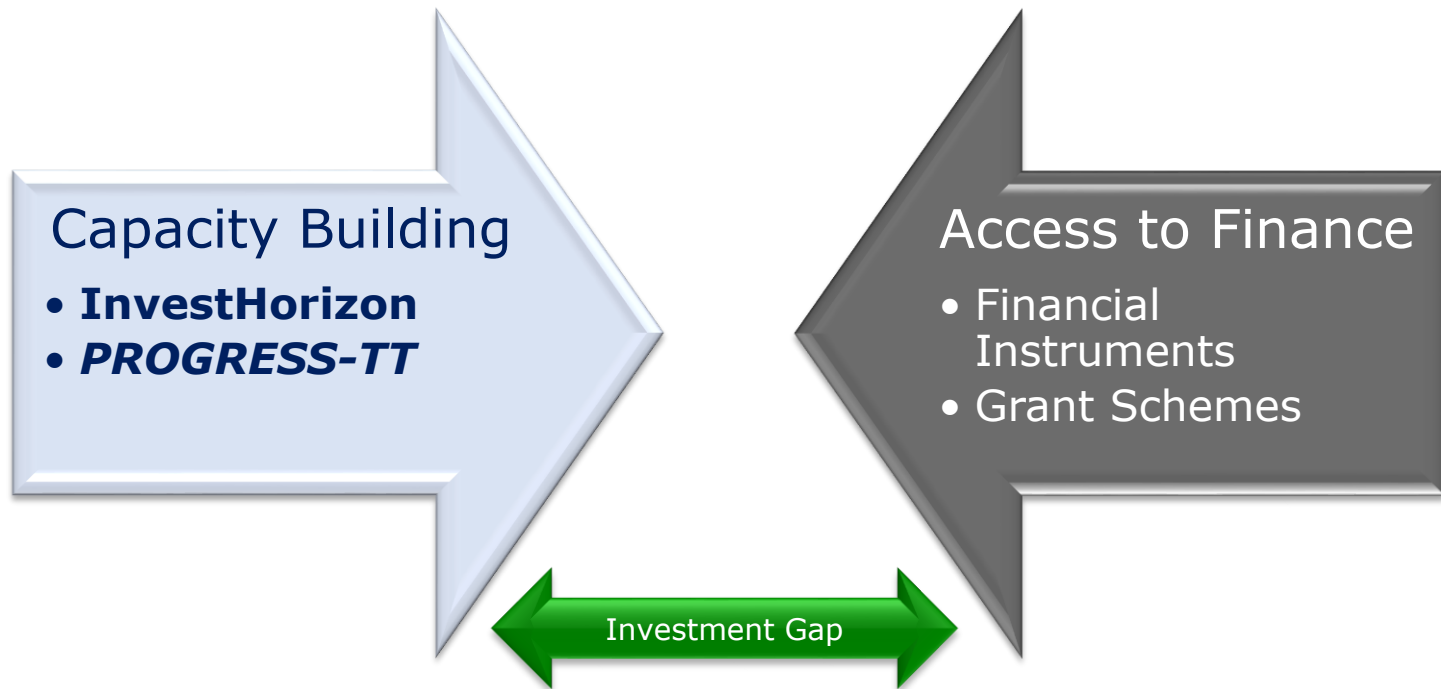 Capacity Building
• InvestHorizon
• PROGRESS-TT
Access to Finance
• Financial
Instruments
• Grant Schemes
Investment Gap